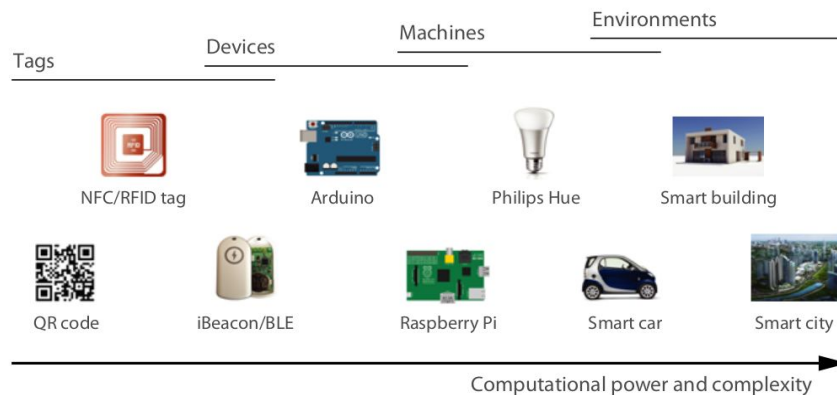 Environments
Machines
Devices
Tags
RFID
NFC/RFID tag
Arduino
Philips Hue
Smart building
QR code
iBeacon/BLE
Raspberry Pi
Smart car
Smart city
Computational power and complexity